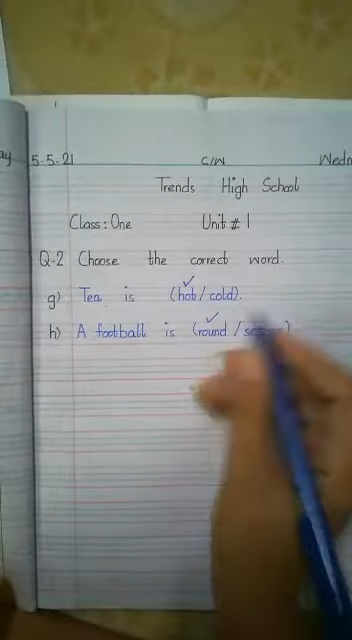 ay 5-5-21 C/W Wedn
Trends High School
Class: One Unit # 1
Q-2 Choose the correct word.
g) Tea is (hot / cold).
h) A football is (round /